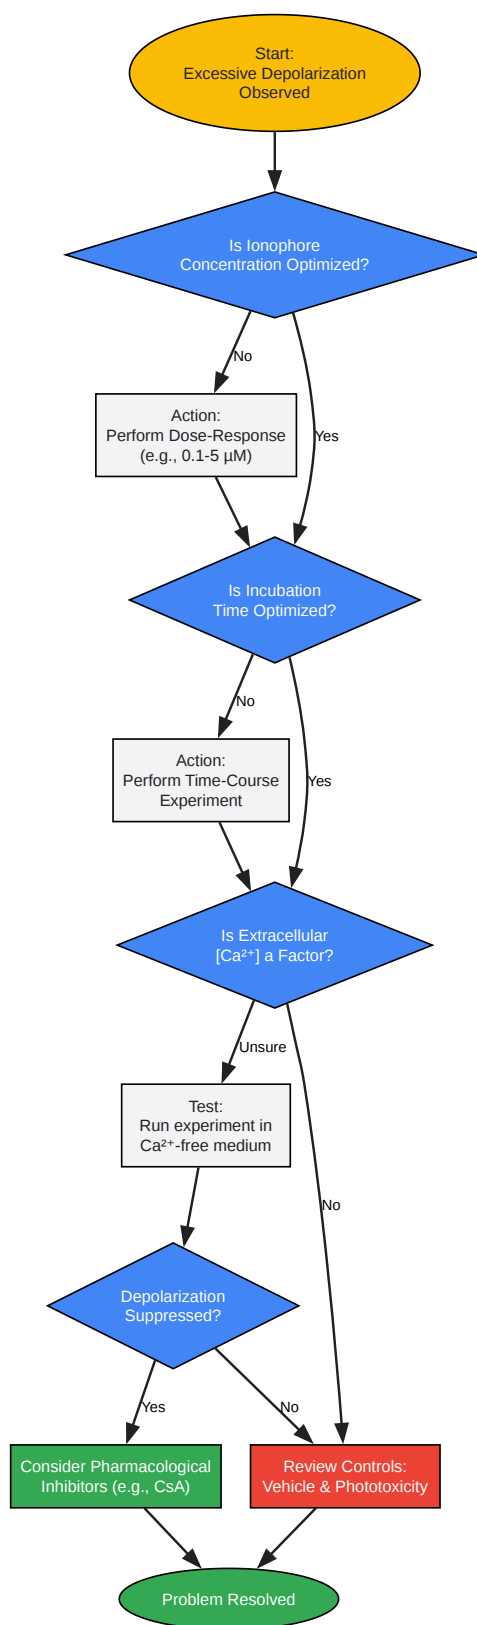 Start:
Excessive Depolarization
Observed
Is Ionophore
Concentration Optimized?
No
Action:
Perform Dose-Response
(e.g., 0.1-5 µM)
Yes
Is Incubation
Time Optimized?
No
Action:
Perform Time-Course
Experiment
Yes
Is Extracellular
[Ca²⁺] a Factor?
Unsure
Test:
Run experiment in
Ca²⁺-free medium
No
Depolarization
Suppressed?
Yes
No
Consider Pharmacological
Inhibitors (e.g., CsA)
Review Controls:
Vehicle & Phototoxicity
Problem Resolved